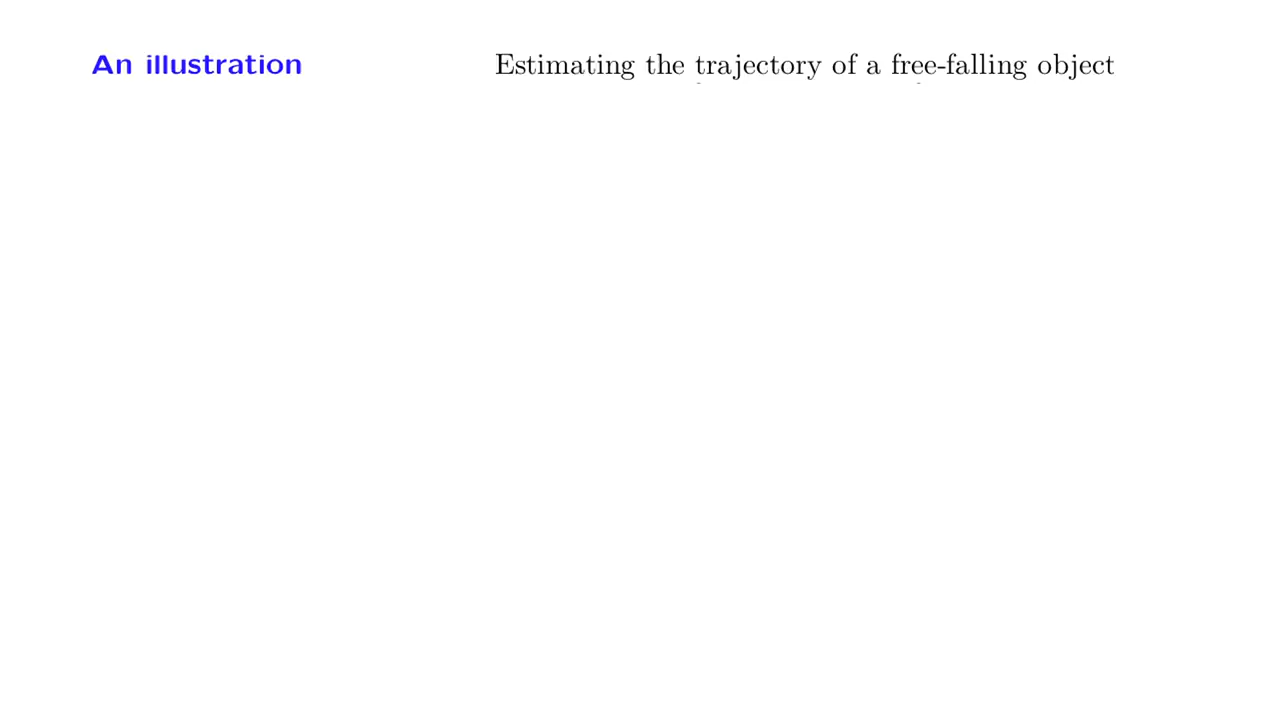 An illustration
Estimating the trajectory of a free-falling object